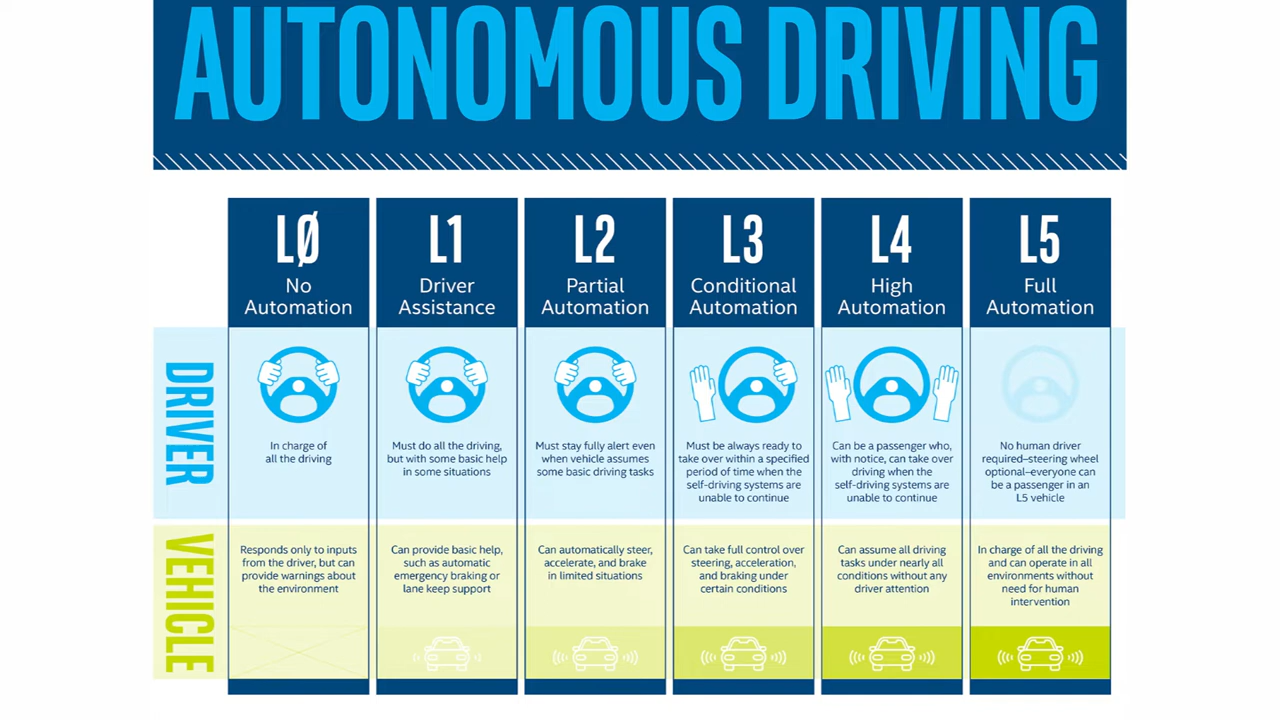 AUTONOMOUS DRIVING
LØ
No
Automation
L1
Driver
Assistance
L2
Partial
Automation
L3
Conditional
Automation
L4
High
Automation
L5
Full
Automation
DRIVER
In charge of
all the driving
Must do all the driving,
but with some basic help
in some situations
Must stay fully alert even
when vehicle assumes
some basic driving tasks
Must be always ready to
take over within a specified
period of time when the
self-driving systems are
unable to continue
Can be a passenger who,
with notice, can take over
driving when the
self-driving systems are
unable to continue
No human driver
required–steering wheel
optional–everyone can
be a passenger in an
L5 vehicle
VEHICLE
Responds only to inputs
from the driver, but can
provide warnings about
the environment
Can provide basic help,
such as automatic
emergency braking or
lane keep support
Can automatically steer,
accelerate, and brake
in limited situations
Can take full control over
steering, acceleration,
and braking under
certain conditions
Can assume all driving
tasks under nearly all
conditions without any
driver attention
In charge of all the driving
and can operate in all
environments without
need for human
intervention